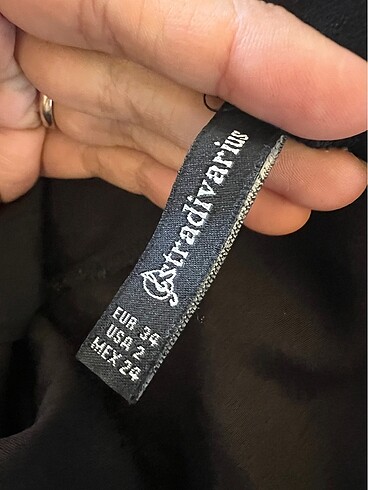 Stradivarius
EUR 34
USA 2
MEX 24